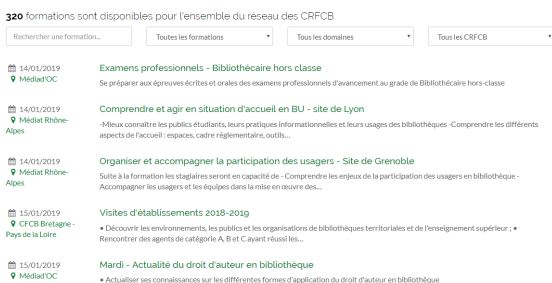 320 formations sont disponibles pour l'ensemble du réseau des CRFCB
Rechercher une formation... Toutes les formations Tous les domaines Tous les CRFCB
14/01/2019 Examens professionnels - Bibliothécaire hors classe
Médiad'OC Se préparer aux épreuves écrites et orales des examens professionnels d'avancement au grade de Bibliothécaire hors-classe
14/01/2019 Comprendre et agir en situation d'accueil en BU - site de Lyon
Médiat Rhône- -Mieux connaître les publics étudiants, leurs pratiques informationnelles et leurs usages des bibliothèques -Comprendre les différents
Alpes aspects de l'accueil : espaces, cadre réglementaire, outils...
14/01/2019 Organiser et accompagner la participation des usagers - Site de Grenoble
Médiat Rhône- Suite à la formation les stagiaires seront en capacité de - Comprendre les enjeux de la participation des usagers en bibliothèque -
Alpes Accompagner les usagers et les équipes dans la mise en œuvre des...
15/01/2019 Visites d'établissements 2018-2019
CFCB Bretagne - • Découvrir les environnements, les publics et les organisations de bibliothèques territoriales et de l'enseignement supérieur ; •
Pays de la Loire Rencontrer des agents de catégorie A, B et C ayant réussi les...
15/01/2019 Mardi - Actualité du droit d'auteur en bibliothèque
Médiad'OC • Actualiser ses connaissances sur les différentes formes d'application du droit d'auteur en bibliothèque